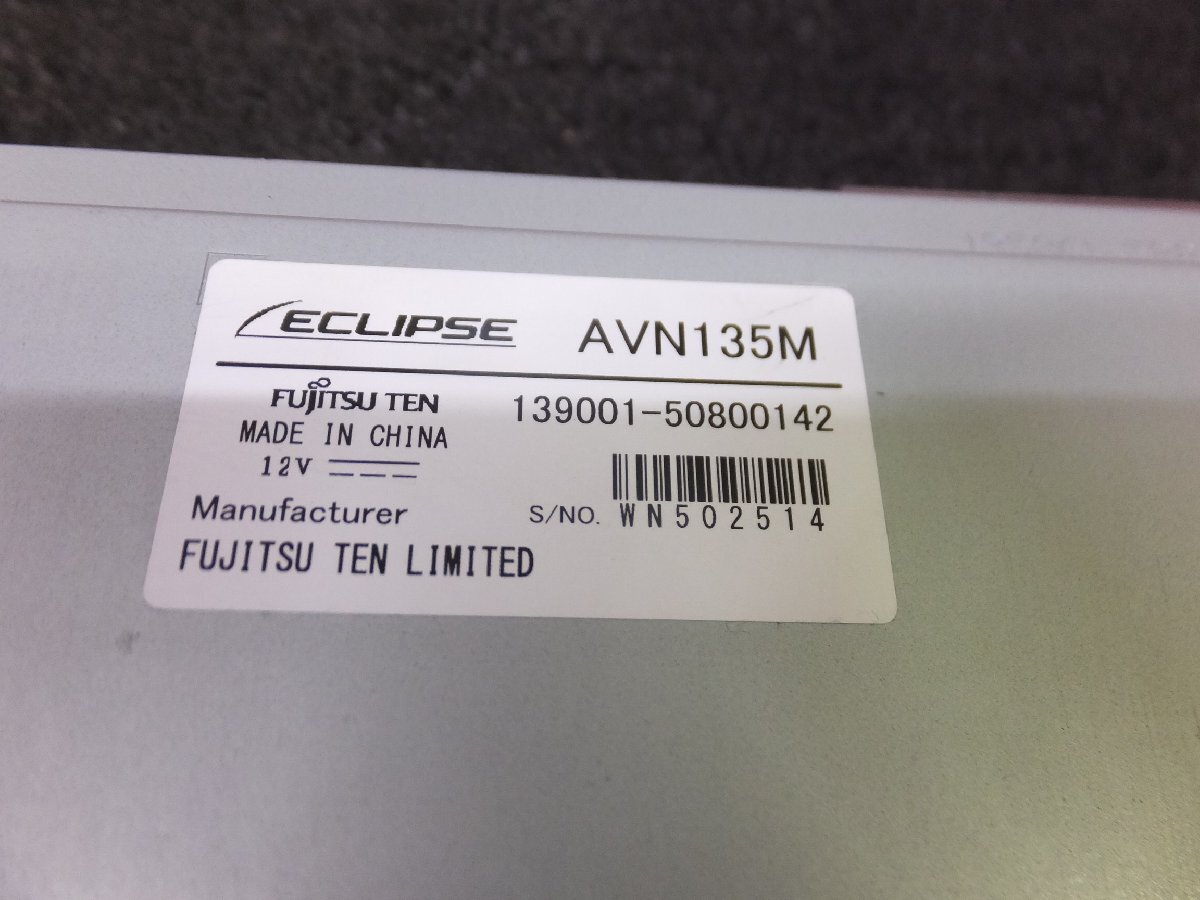 ECLIPSE AVN135M
FUJITSU TEN 139001-50800142
MADE IN CHINA
12V
S/NO. WN502514
Manufacturer
FUJITSU TEN LIMITED